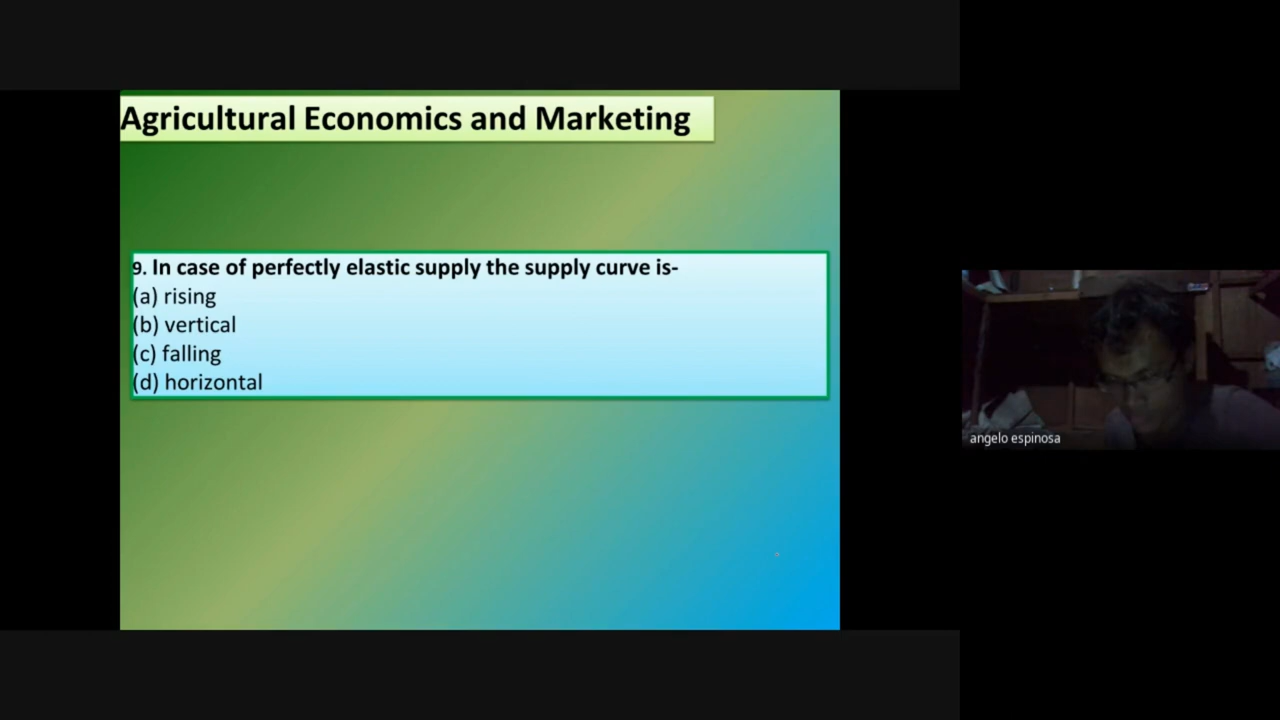 Agricultural Economics and Marketing
9. In case of perfectly elastic supply the supply curve is-
(a) rising
(b) vertical
(c) falling
(d) horizontal
angelo espinosa